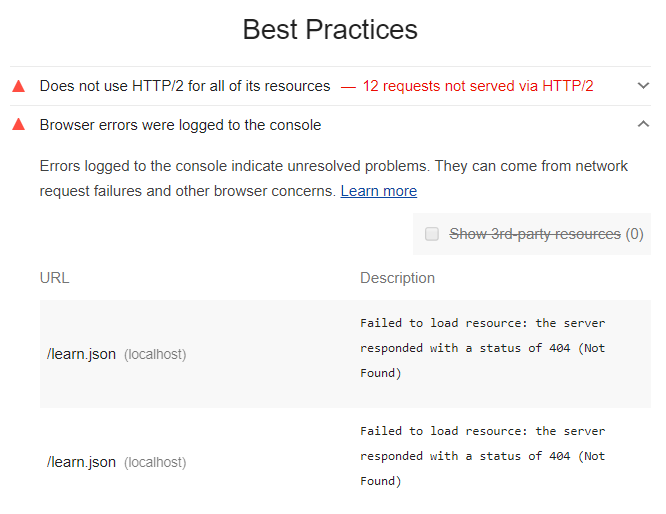 Best Practices
Does not use HTTP/2 for all of its resources — 12 requests not served via HTTP/2
Browser errors were logged to the console
Errors logged to the console indicate unresolved problems. They can come from network
request failures and other browser concerns. Learn more
Show 3rd-party resources (0)
URL Description
/learn.json (localhost)
Failed to load resource: the server
responded with a status of 404 (Not
Found)
/learn.json (localhost)
Failed to load resource: the server
responded with a status of 404 (Not
Found)